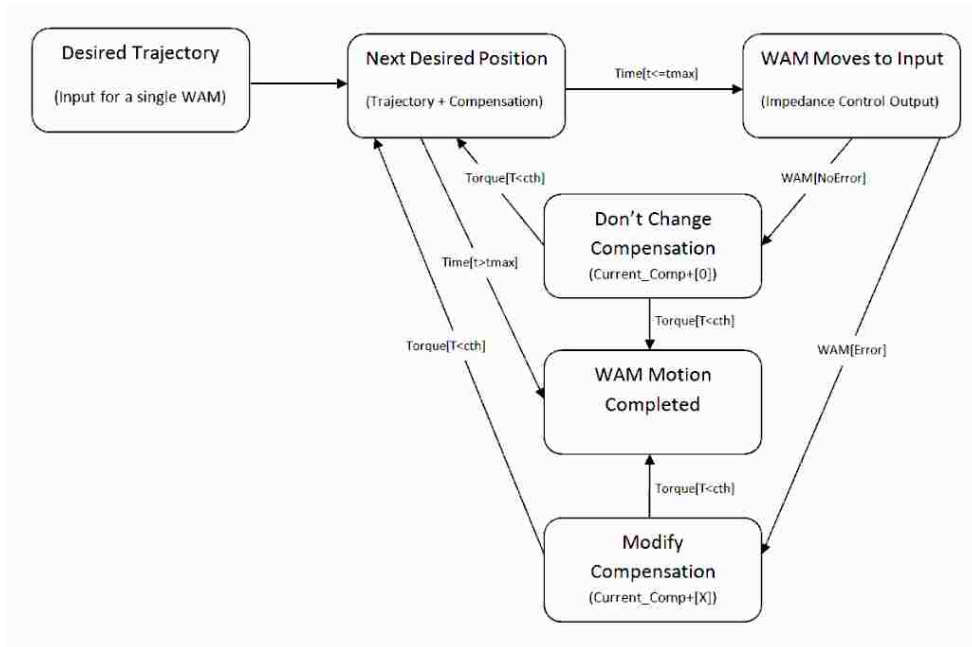 Desired Trajectory
(Input for a single WAM)
Next Desired Position
(Trajectory + Compensation)
Time[t<=tmax]
WAM Moves to Input
(Impedance Control Output)
Torque[T<cth]
WAM[NoError]
Don't Change
Compensation
(Current_Comp+[0])
Time[t>tmax]
Torque[T<cth]
Torque[T<cth]
WAM[Error]
WAM Motion
Completed
Torque[T<cth]
Modify
Compensation
(Current_Comp+[X])